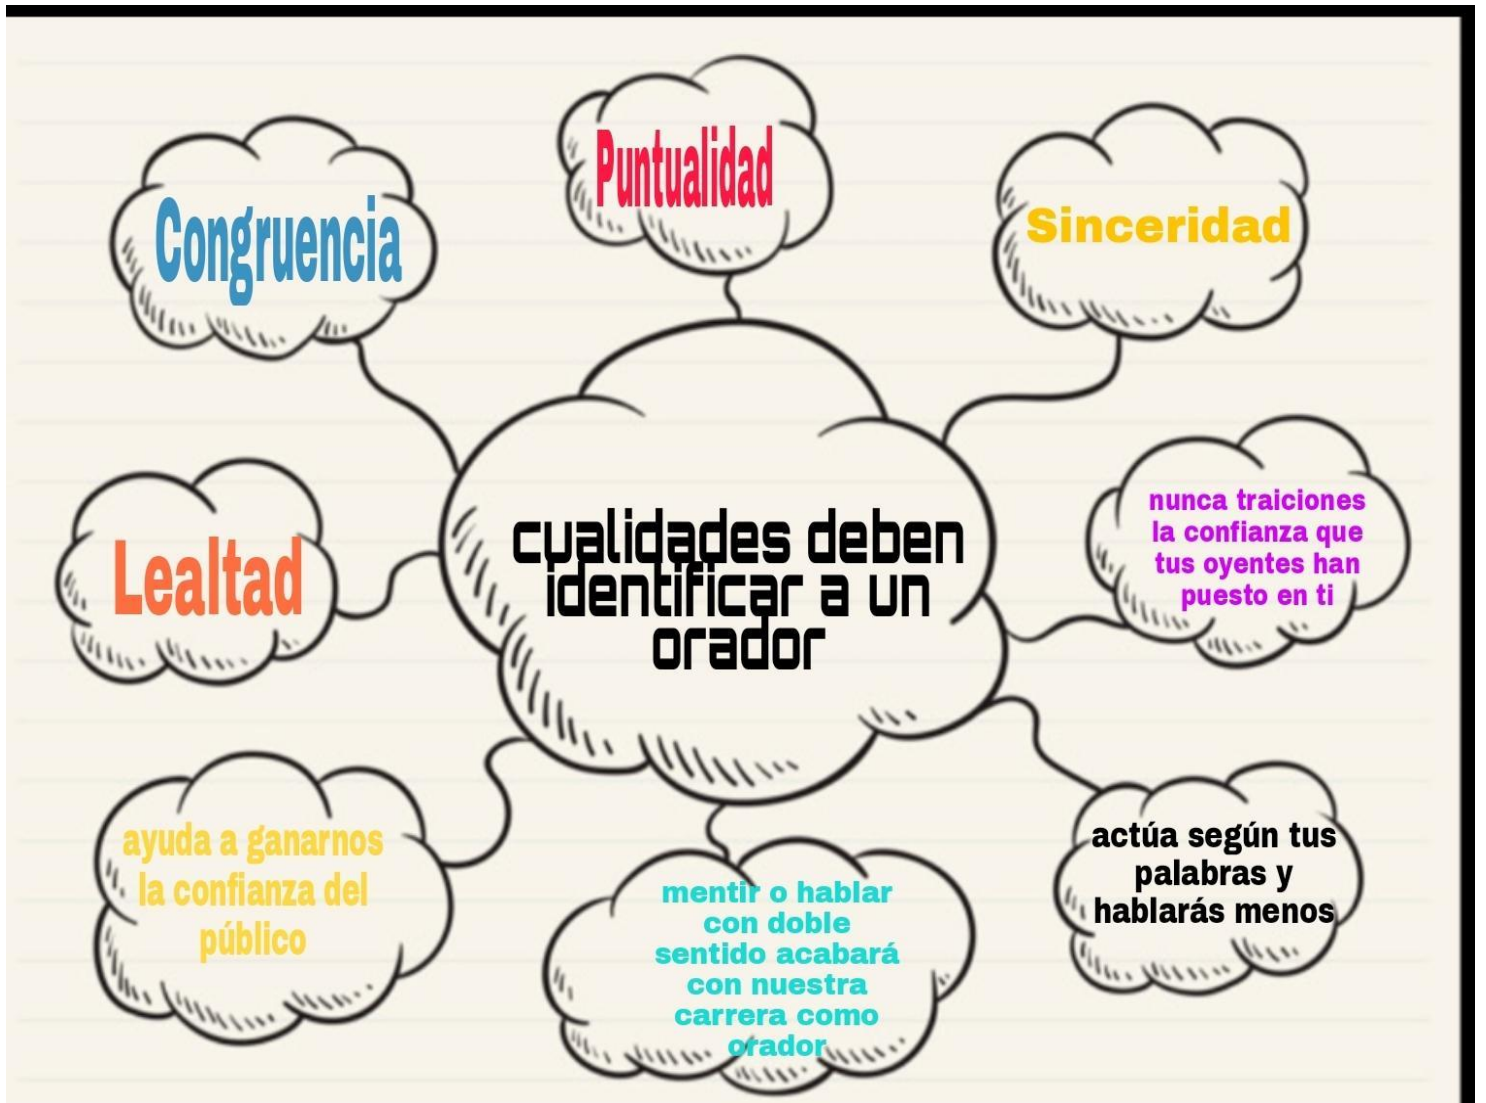 Puntualidad
Congruencia
Sinceridad
Lealtad
cualidades deben
identificar a un
orador
nunca traiciones
la confianza que
tus oyentes han
puesto en ti
ayuda a ganarnos
la confianza del
público
mentir o hablar
con doble
sentido acabará
con nuestra
carrera como
orador
actúa según tus
palabras y
hablarás menos